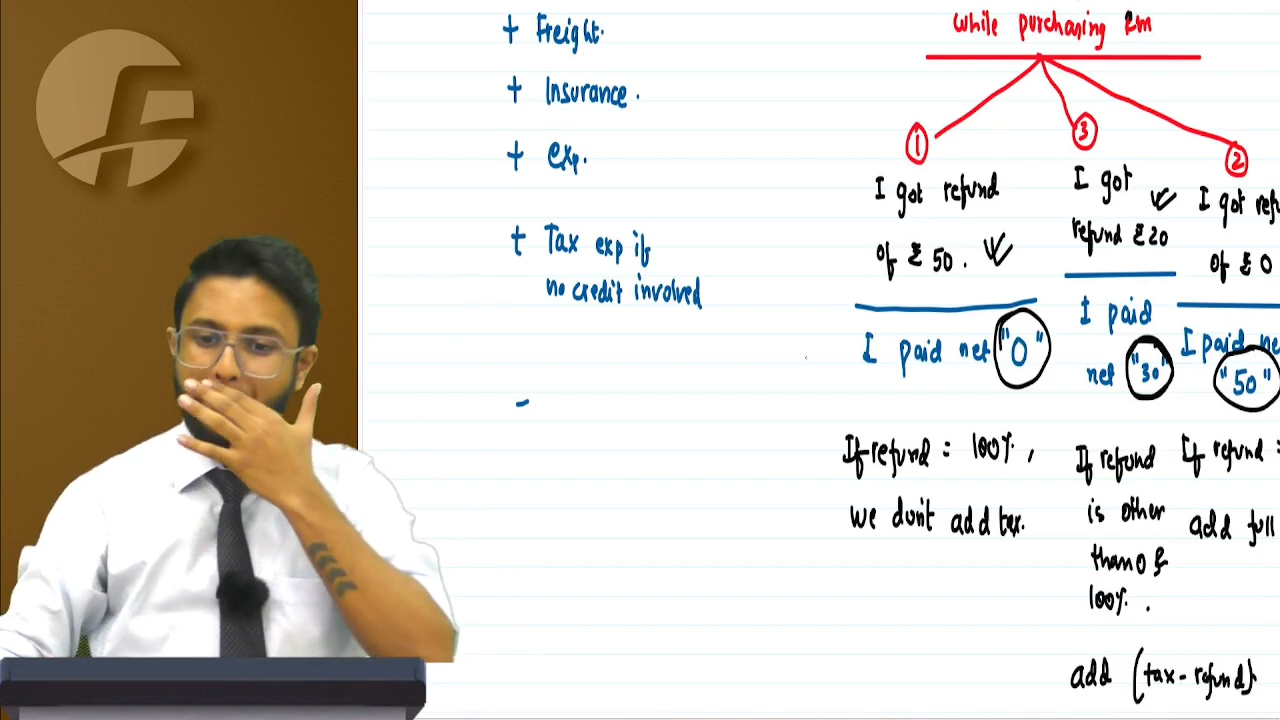 + Freight.
+ Insurance.
+ Exp.
+ Tax exp if
no credit involved
-
while purchasing RM
①
I got refund
of ₹ 50.
I paid net "0"
If refund = 100%,
we don't add tax.
③
I got
refund ₹20
I paid
net "30"
If refund
is other
than 0 &
100%.
add (tax - refund)
②
I got
of ₹ 0
I paid
"50"
If refund =
add full